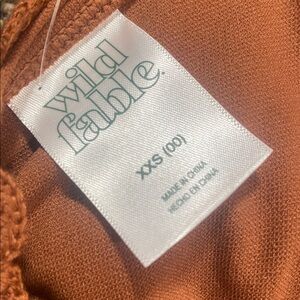 wild
fable
XXS (00)
MADE IN CHINA
HECHO EN CHINA